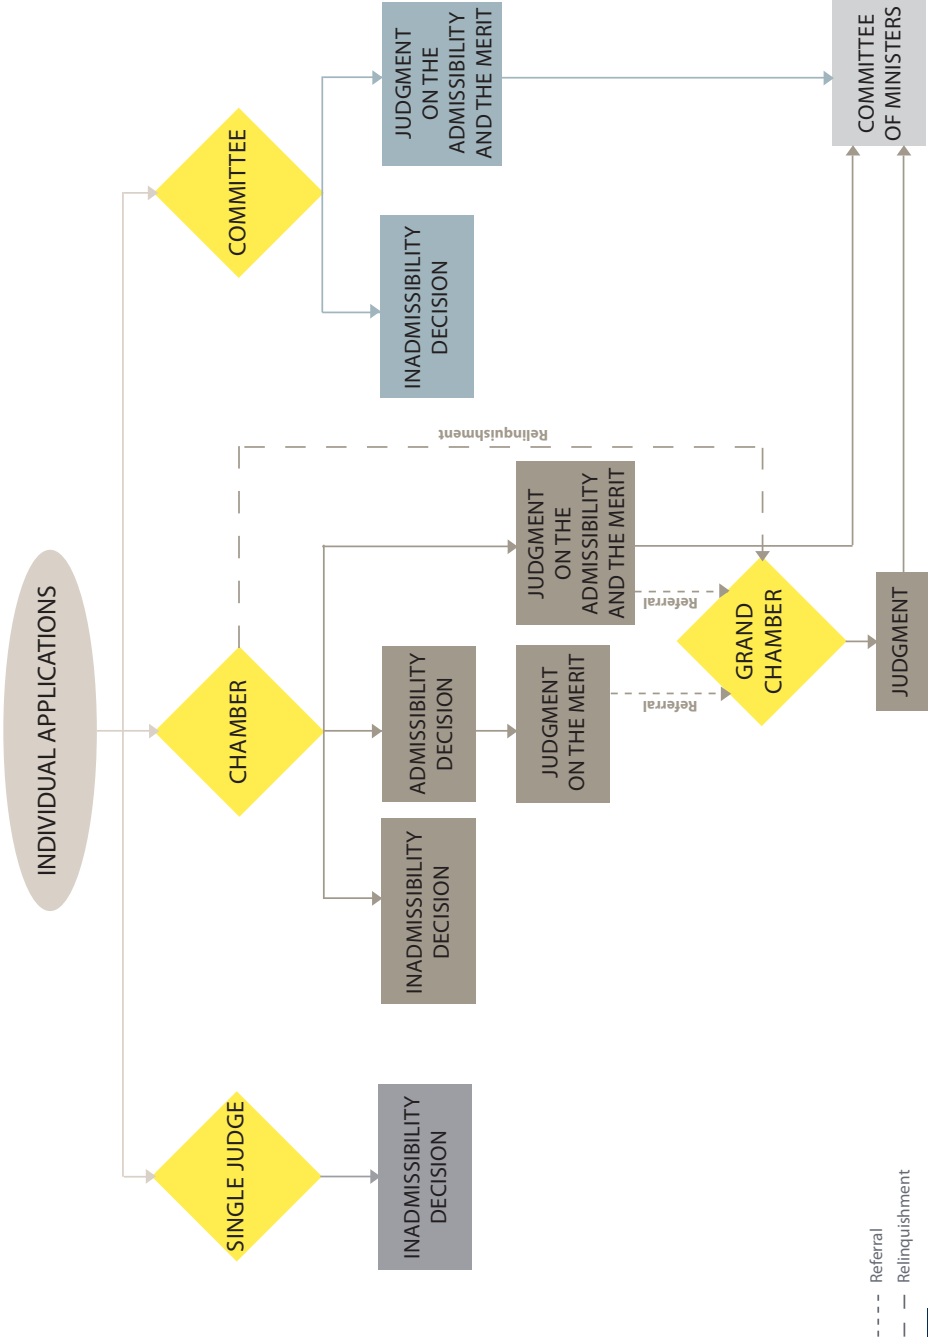 INDIVIDUAL APPLICATIONS
SINGLE JUDGE
CHAMBER
COMMITTEE
INADMISSIBILITY
DECISION
INADMISSIBILITY
DECISION
ADMISSIBILITY
DECISION
INADMISSIBILITY
DECISION
JUDGMENT
ON THE
ADMISSIBILITY
AND THE MERIT
Relinquishment
JUDGMENT
ON THE MERIT
JUDGMENT
ON THE
ADMISSIBILITY
AND THE MERIT
Referral
Referral
GRAND
CHAMBER
JUDGMENT
COMMITTEE
OF MINISTERS
Referral
Relinquishment